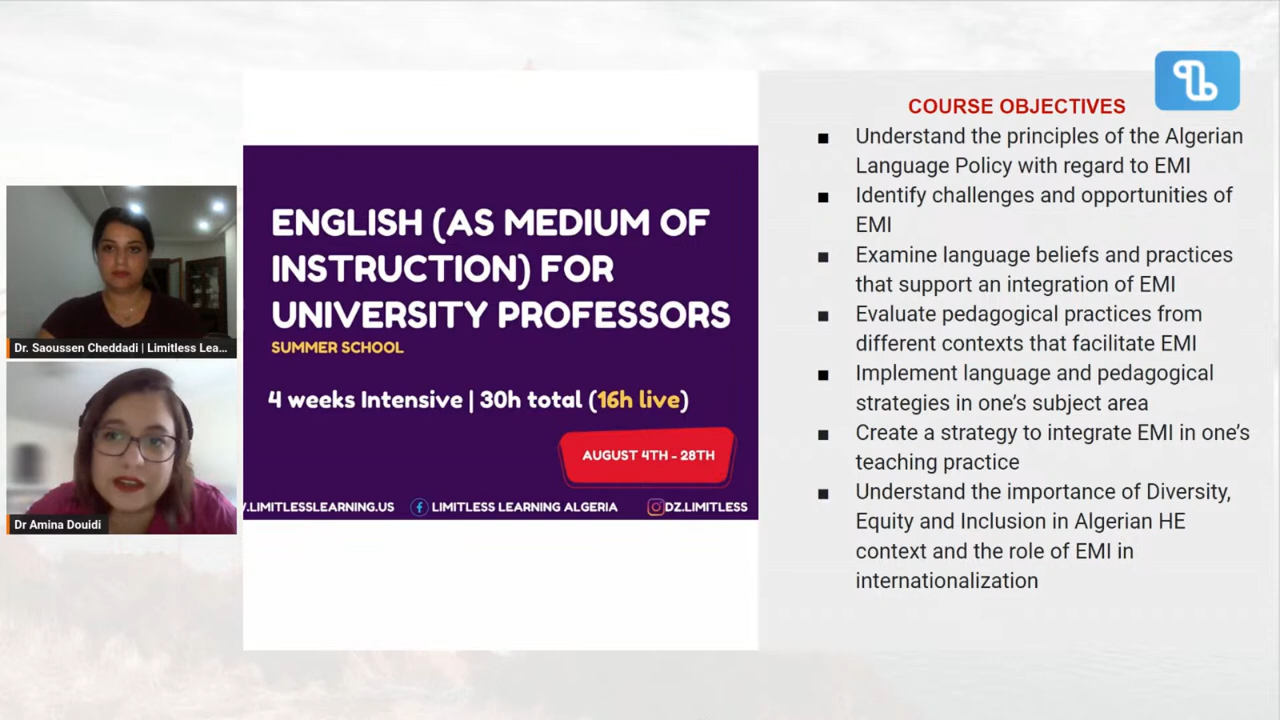 Dr. Saoussen Cheddadi | Limitless Lea...
Dr Amina Douidi
ENGLISH (AS MEDIUM OF
INSTRUCTION) FOR
UNIVERSITY PROFESSORS
SUMMER SCHOOL
4 weeks Intensive | 30h total (16h live)
AUGUST 4TH - 28TH
.LIMITLESSLEARNING.US
LIMITLESS LEARNING ALGERIA
DZ.LIMITLESS
COURSE OBJECTIVES
▪ Understand the principles of the Algerian
Language Policy with regard to EMI
▪ Identify challenges and opportunities of
EMI
▪ Examine language beliefs and practices
that support an integration of EMI
▪ Evaluate pedagogical practices from
different contexts that facilitate EMI
▪ Implement language and pedagogical
strategies in one's subject area
▪ Create a strategy to integrate EMI in one's
teaching practice
▪ Understand the importance of Diversity,
Equity and Inclusion in Algerian HE
context and the role of EMI in
internationalization